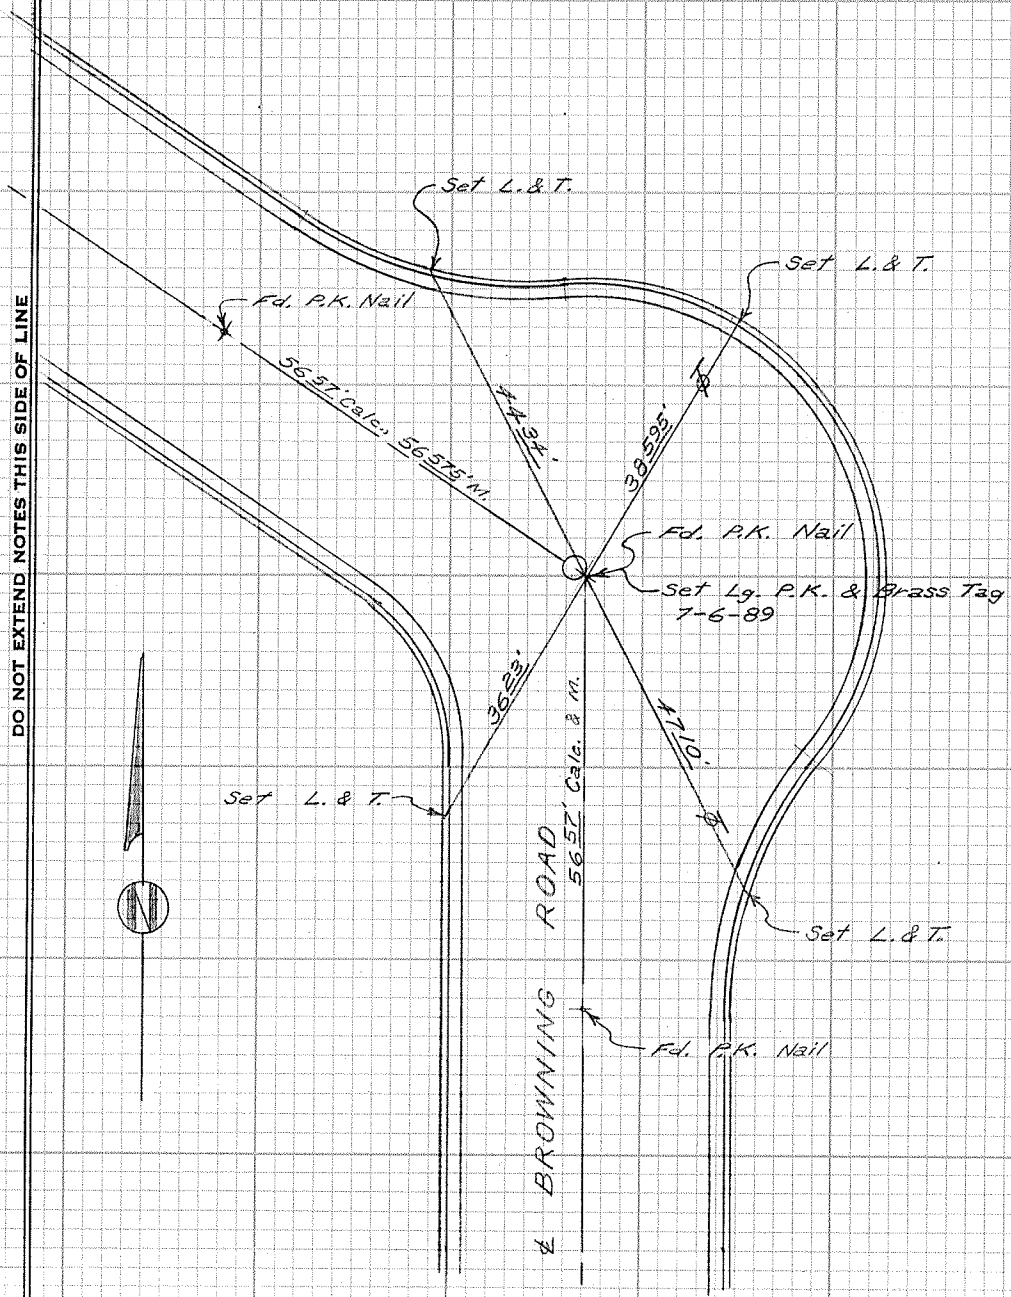 DO NOT EXTEND NOTES THIS SIDE OF LINE
Set L. & T.
Set L. & T.
Fd. P.K. Nail
56.57' Calc., 56.575' M.
44.34'
38.595'
Fd. P.K. Nail
Set Lg. P.K. & Brass Tag
7-6-89
36.23'
56.57' Calc. & M.
47.10'
Set L. & T.
Set L. & T.
℄ BROWNING ROAD
Fd. P.K. Nail
N